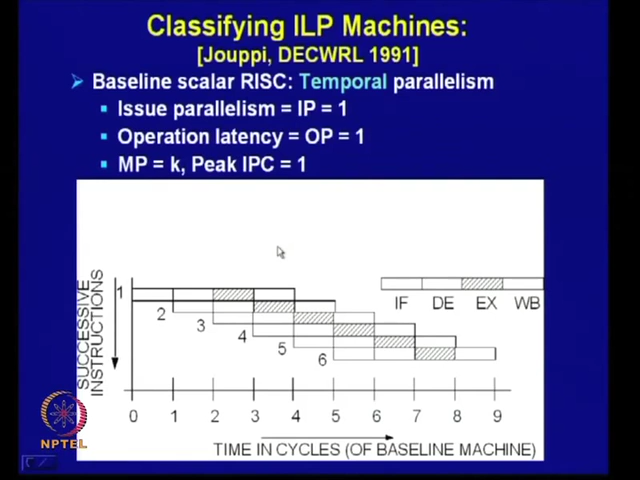 Classifying ILP Machines:
[Jouppi, DECWRL 1991]
Baseline scalar RISC: Temporal parallelism
Issue parallelism = IP = 1
Operation latency = OP = 1
MP = k, Peak IPC = 1
IF DE EX WB
SUCCESSIVE
INSTRUCTIONS
1
2
3
4
5
6
0 1 2 3 4 5 6 7 8 9
TIME IN CYCLES (OF BASELINE MACHINE)
NPTEL